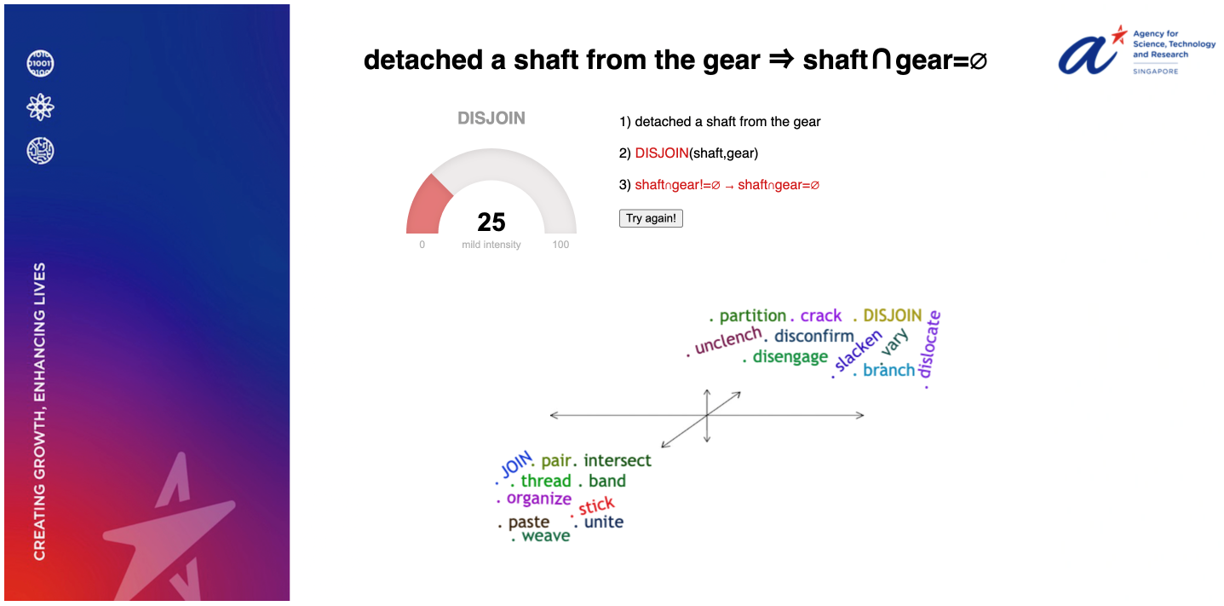 detached a shaft from the gear ⇒ shaft∩gear=∅
Agency for
Science, Technology
and Research
SINGAPORE
DISJOIN
25
0
mild intensity
100
1) detached a shaft from the gear
2) DISJOIN(shaft,gear)
3) shaft∩gear!=∅ → shaft∩gear=∅
Try again!
CREATING GROWTH, ENHANCING LIVES
. partition . crack . DISJOIN
. unclench . disconfirm
. disengage . slacken . vary
. branch . dislocate
. JOIN . pair . intersect
. thread . band
. organize . stick
. paste . unite
. weave